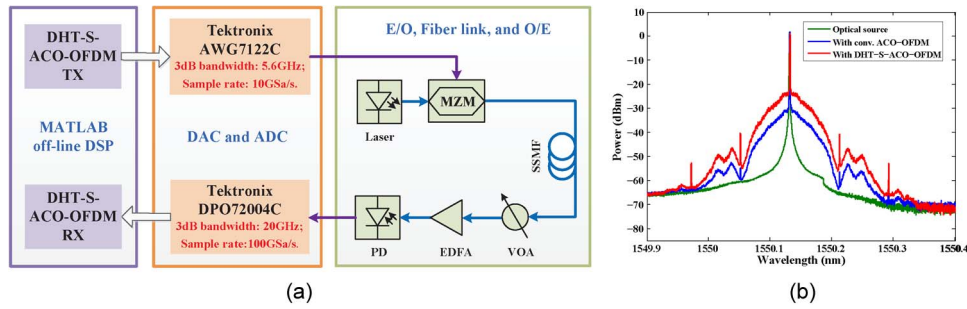 DHT-S-
ACO-OFDM
TX
MATLAB
off-line DSP
DHT-S-
ACO-OFDM
RX
Tektronix
AWG7122C
3dB bandwidth: 5.6GHz;
Sample rate: 10GSa/s.
DAC and ADC
Tektronix
DPO72004C
3dB bandwidth: 20GHz;
Sample rate:100GSa/s.
E/O, Fiber link, and O/E
Laser
MZM
SSMF
PD
EDFA
VOA
(a)
Optical source
With conv. ACO-OFDM
With DHT-S-ACO-OFDM
Power (dBm)
10
0
-10
-20
-30
-40
-50
-60
-70
-80
1549.9
1550
1550.1
1550.2
1550.3
1550.4
Wavelength (nm)
(b)